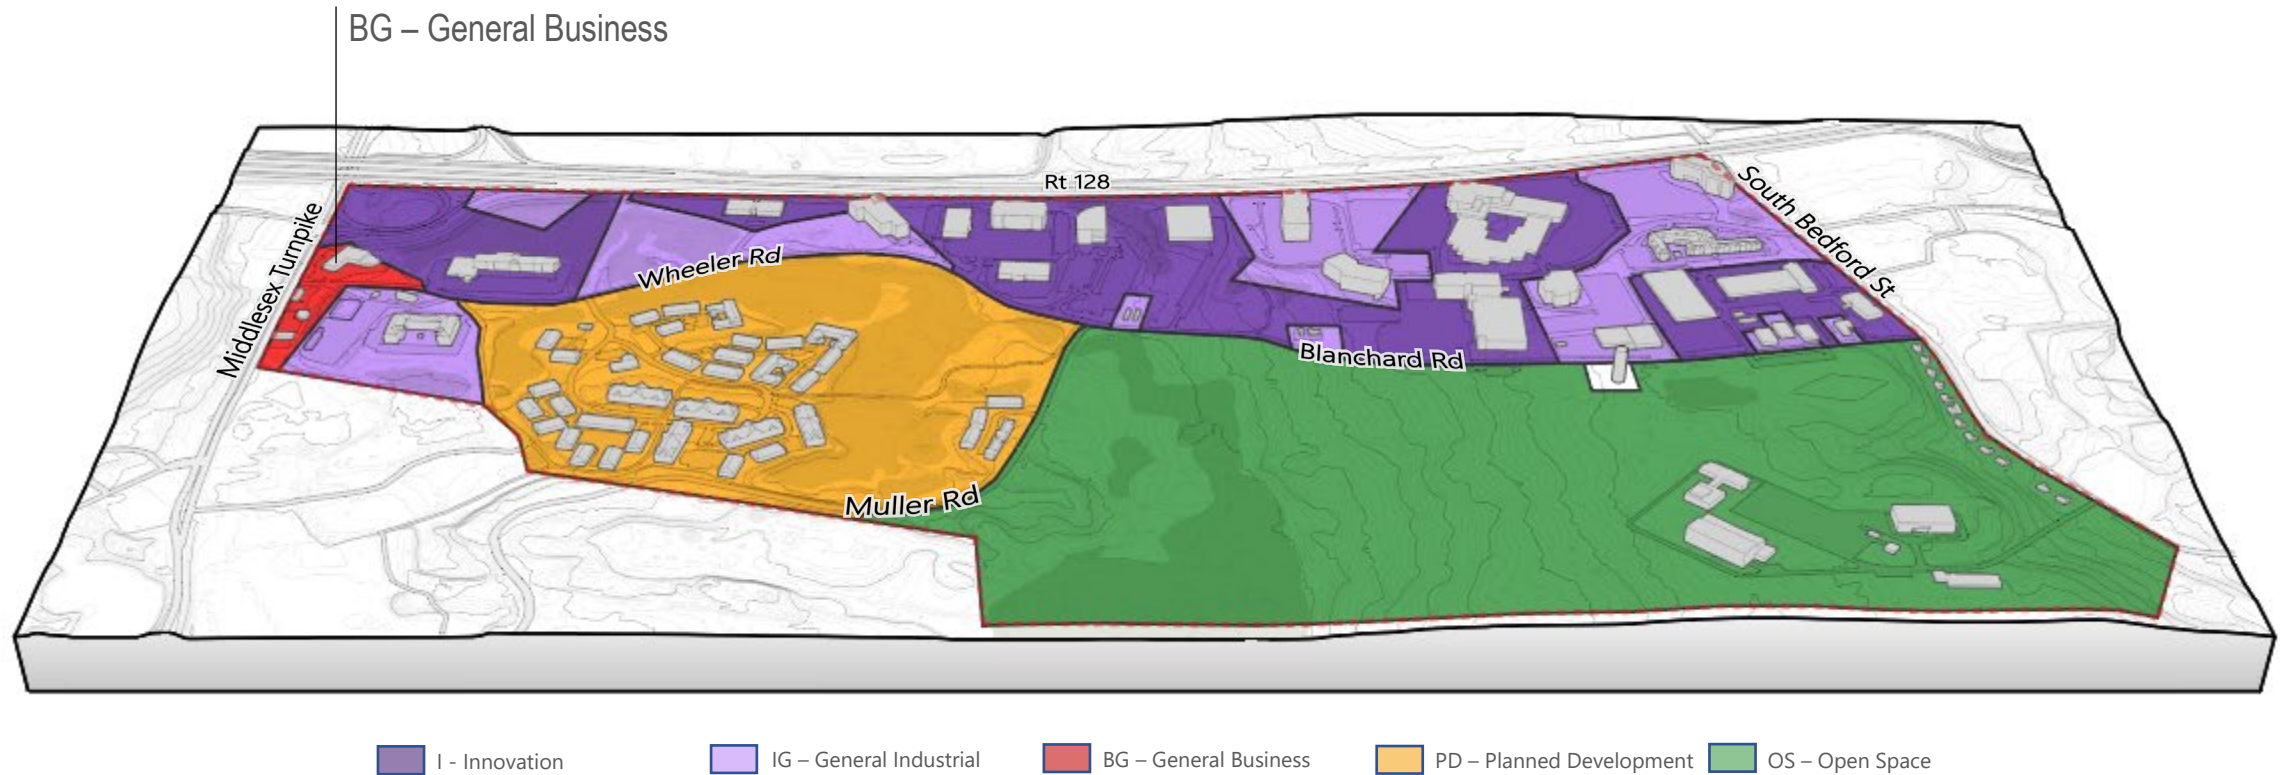 BG – General Business
Rt 128
South Bedford St
Middlesex Turnpike
Wheeler Rd
Blanchard Rd
Muller Rd
I - Innovation
IG – General Industrial
BG – General Business
PD – Planned Development
OS – Open Space